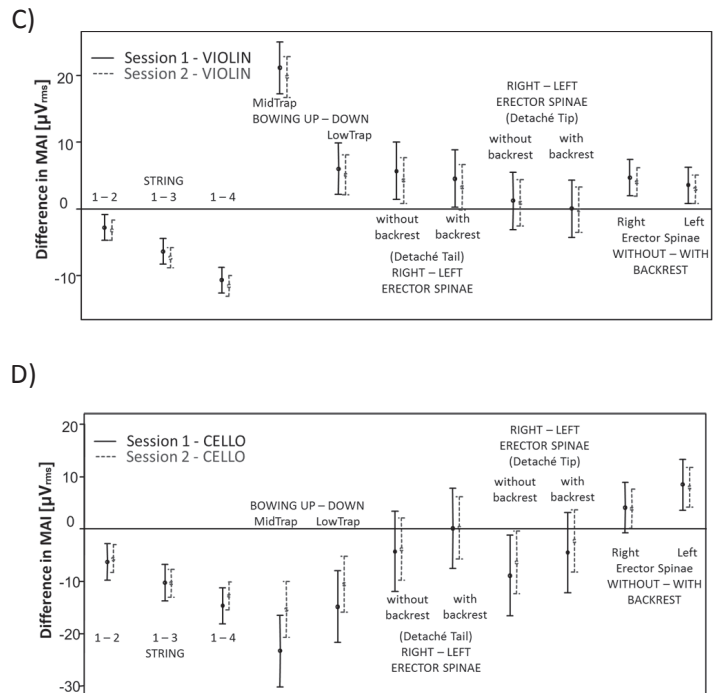 C)
Difference in MAI [µVrms]
20
10
0
-10
Session 1 - VIOLIN
Session 2 - VIOLIN
STRING
1 – 2
1 – 3
1 – 4
MidTrap
BOWING UP – DOWN
LowTrap
without
backrest
with
backrest
(Detaché Tail)
RIGHT – LEFT
ERECTOR SPINAE
RIGHT – LEFT
ERECTOR SPINAE
(Detaché Tip)
without
backrest
with
backrest
Right
Left
Erector Spinae
WITHOUT – WITH
BACKREST
D)
Difference in MAI [µVrms]
20
10
0
-10
-20
-30
Session 1 - CELLO
Session 2 - CELLO
1 – 2
1 – 3
1 – 4
STRING
BOWING UP – DOWN
MidTrap
LowTrap
without
backrest
with
backrest
(Detaché Tail)
RIGHT – LEFT
ERECTOR SPINAE
RIGHT – LEFT
ERECTOR SPINAE
(Detaché Tip)
without
backrest
with
backrest
Right
Left
Erector Spinae
WITHOUT – WITH
BACKREST